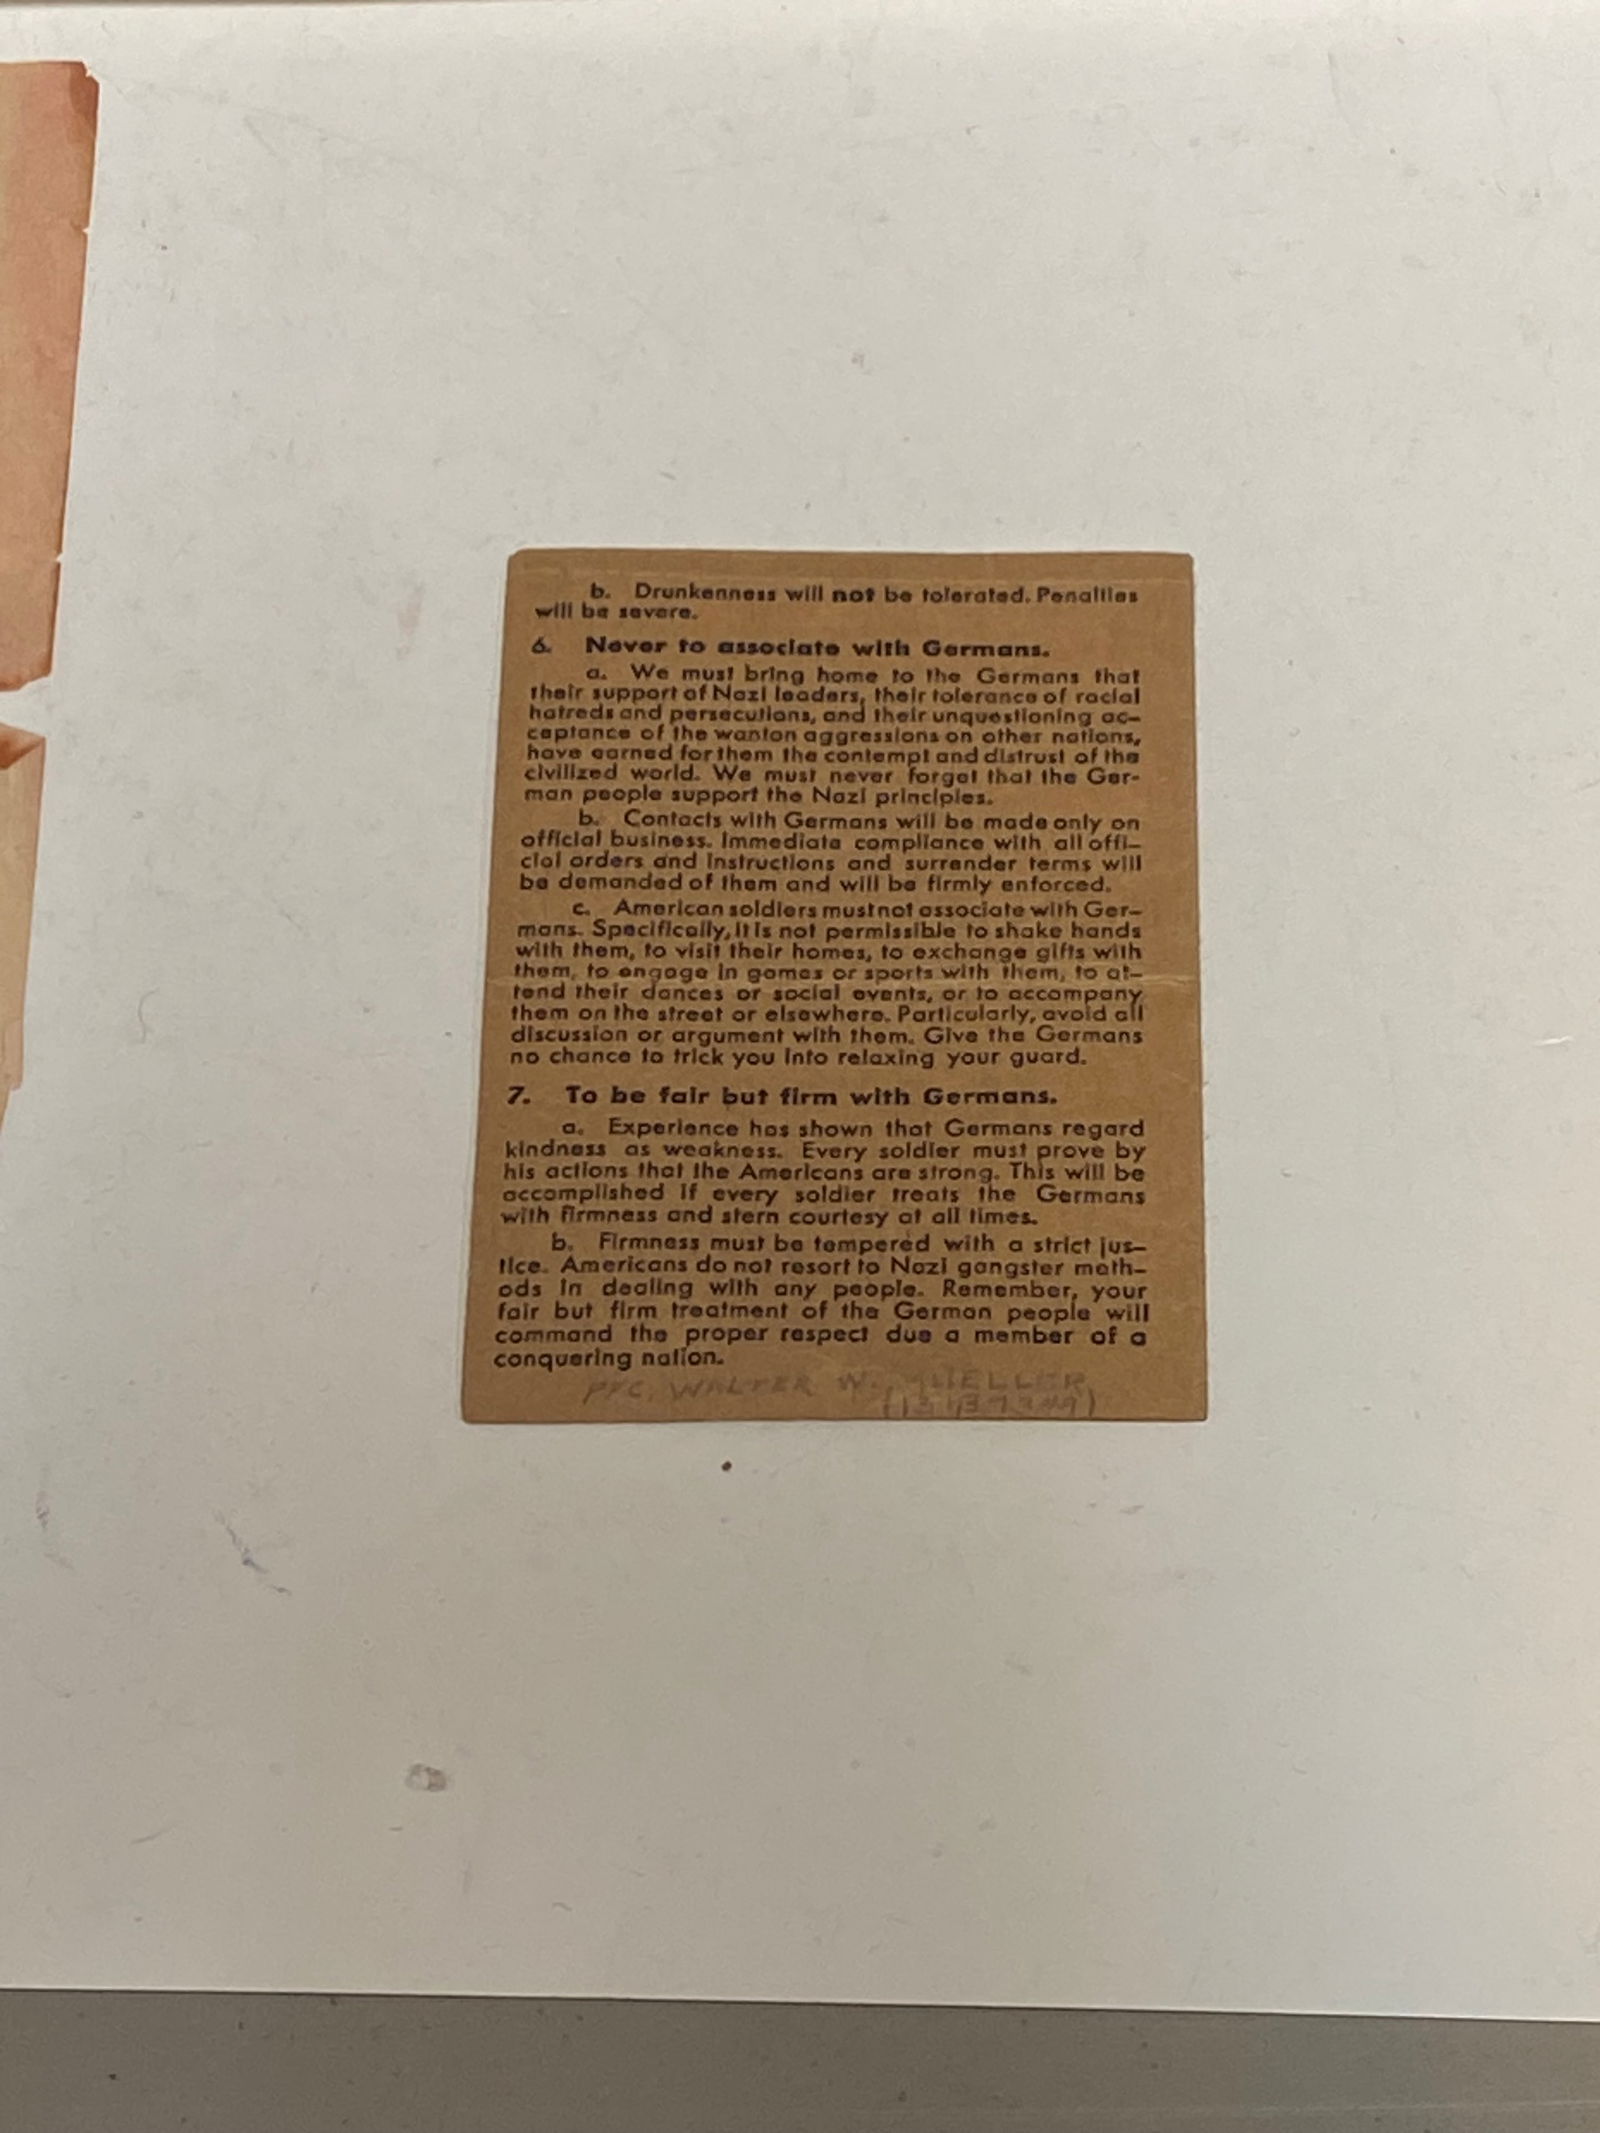 b. Drunkenness will not be tolerated. Penalties
will be severe.
6. Never to associate with Germans.
a. We must bring home to the Germans that
their support of Nazi leaders, their tolerance of racial
hatreds and persecutions, and their unquestioning ac-
ceptance of the wanton aggressions on other nations,
have earned for them the contempt and distrust of the
civilized world. We must never forget that the Ger-
man people support the Nazi principles.
b. Contacts with Germans will be made only on
official business. Immediate compliance with all offi-
cial orders and instructions and surrender terms will
be demanded of them and will be firmly enforced.
c. American soldiers must not associate with Ger-
mans. Specifically, it is not permissible to shake hands
with them, to visit their homes, to exchange gifts with
them, to engage in games or sports with them, to at-
tend their dances or social events, or to accompany
them on the street or elsewhere. Particularly, avoid all
discussion or argument with them. Give the Germans
no chance to trick you into relaxing your guard.
7. To be fair but firm with Germans.
a. Experience has shown that Germans regard
kindness as weakness. Every soldier must prove by
his actions that the Americans are strong. This will be
accomplished if every soldier treats the Germans
with firmness and stern courtesy at all times.
b. Firmness must be tempered with a strict jus-
tice. Americans do not resort to Nazi gangster meth-
ods in dealing with any people. Remember, your
fair but firm treatment of the German people will
command the proper respect due a member of a
conquering nation.
PFC. WALTER W. MUELLER